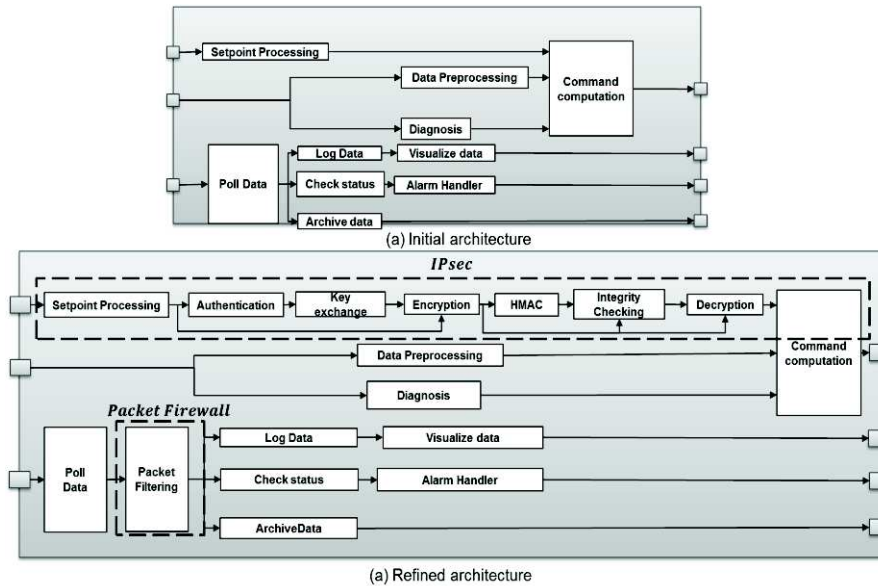 Setpoint Processing
Data Preprocessing
Command
computation
Diagnosis
Log Data
Visualize data
Poll Data
Check status
Alarm Handler
Archive data
(a) Initial architecture
IPsec
Setpoint Processing
Authentication
Key
exchange
Encryption
HMAC
Integrity
Checking
Decryption
Command
computation
Data Preprocessing
Diagnosis
Packet Firewall
Poll
Data
Packet
Filtering
Log Data
Visualize data
Check status
Alarm Handler
ArchiveData
(a) Refined architecture